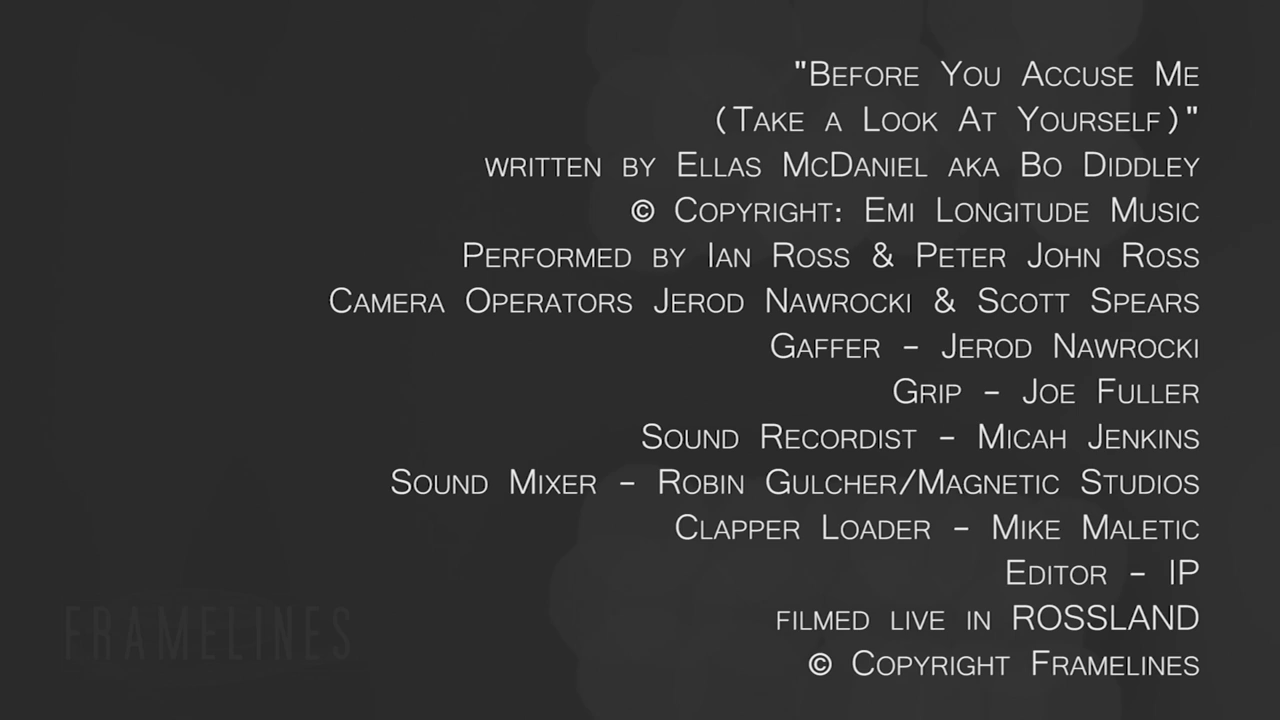 "Before You Accuse Me
(Take a Look At Yourself)"
written by Ellas McDaniel aka Bo Diddley
© Copyright: Emi Longitude Music
Performed by Ian Ross & Peter John Ross
Camera Operators Jerod Nawrocki & Scott Spears
Gaffer - Jerod Nawrocki
Grip - Joe Fuller
Sound Recordist - Micah Jenkins
Sound Mixer - Robin Gulcher/Magnetic Studios
Clapper Loader - Mike Maletic
Editor - IP
filmed live in ROSSLAND
© Copyright Framelines
FRAMELINES